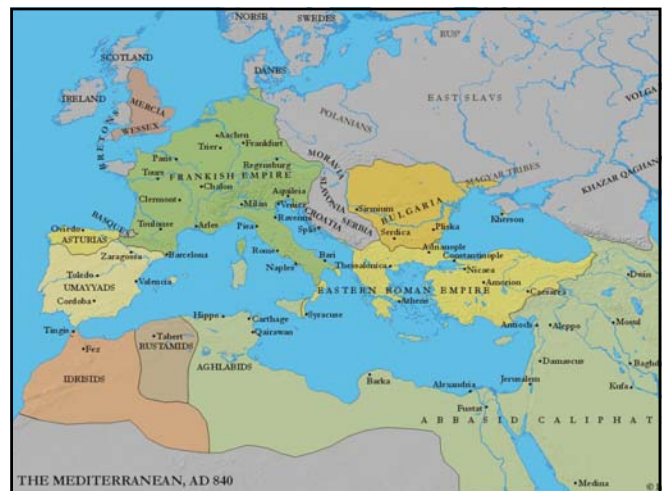 NORSE
SWEDES
RUS'
SCOTLAND
DANES
IRELAND
MERCIA
WESSEX
BRETONS
EAST SLAVS
VOLGA
POLANIANS
Aachen
Trier
Frankfurt
Paris
Regensburg
MORAVIA
Tours
FRANKISH EMPIRE
MAGYAR TRIBES
KHAZAR QAGHAN
Chalon
Clermont
Aquileia
SLAVONIA
Milan
Venice
CROATIA
SERBIA
Sirmium
BULGARIA
Kherson
Ravenna
BASQUES
Toulouse
Arles
Pisa
Split
Pliska
Oviedo
ASTURIAS
Serdica
Zaragoza
Barcelona
Rome
Bari
Adrianople
Constantinople
Naples
Thessalonica
Nicaea
Dvin
Toledo
UMAYYADS
Valencia
EASTERN ROMAN EMPIRE
Amorion
Caesarea
Cordoba
Athens
Hippo
Carthage
Syracuse
Antioch
Aleppo
Mosul
Tingis
Qairawan
Tahert
Fez
RUSTAMIDS
AGHLABIDS
Damascus
Baghd
IDRISIDS
Barka
Alexandria
Jerusalem
Kufa
Fustat
ABBASID CALIPHAT
THE MEDITERRANEAN, AD 840
Medina
©